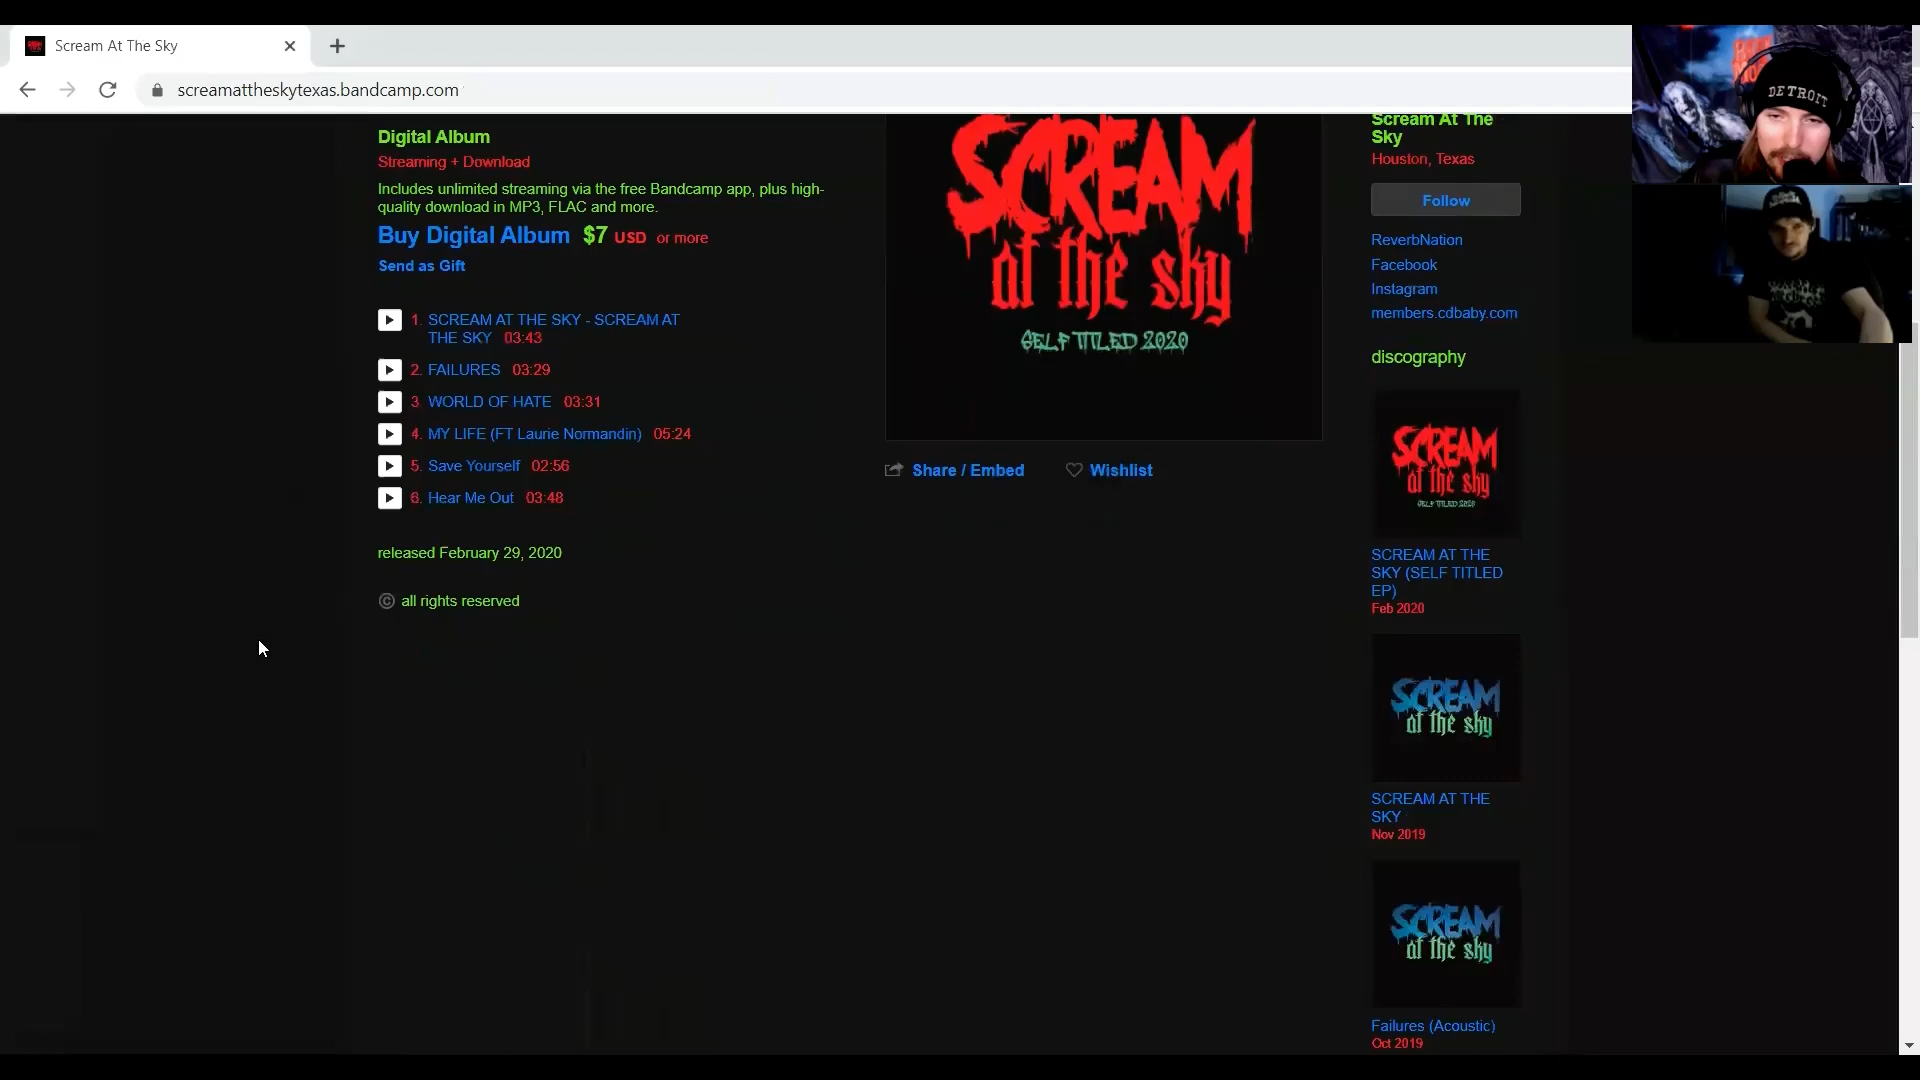 Scream At The Sky
screamattheskytexas.bandcamp.com
Digital Album
Streaming + Download
Includes unlimited streaming via the free Bandcamp app, plus high-
quality download in MP3, FLAC and more.
Buy Digital Album $7 USD or more
Send as Gift
1. SCREAM AT THE SKY - SCREAM AT
THE SKY 03:43
2. FAILURES 03:29
3. WORLD OF HATE 03:31
4. MY LIFE (FT Laurie Normandin) 05:24
5. Save Yourself 02:56
6. Hear Me Out 03:48
released February 29, 2020
© all rights reserved
SCREAM
at the sky
SELF TITLED 2020
Share / Embed
Wishlist
Scream At The
Sky
Houston, Texas
Follow
ReverbNation
Facebook
Instagram
members.cdbaby.com
discography
SCREAM
at the sky
SELF TITLED 2020
SCREAM AT THE
SKY (SELF TITLED
EP)
Feb 2020
SCREAM
at the sky
SCREAM AT THE
SKY
Nov 2019
SCREAM
at the sky
Failures (Acoustic)
Oct 2019
DETROIT